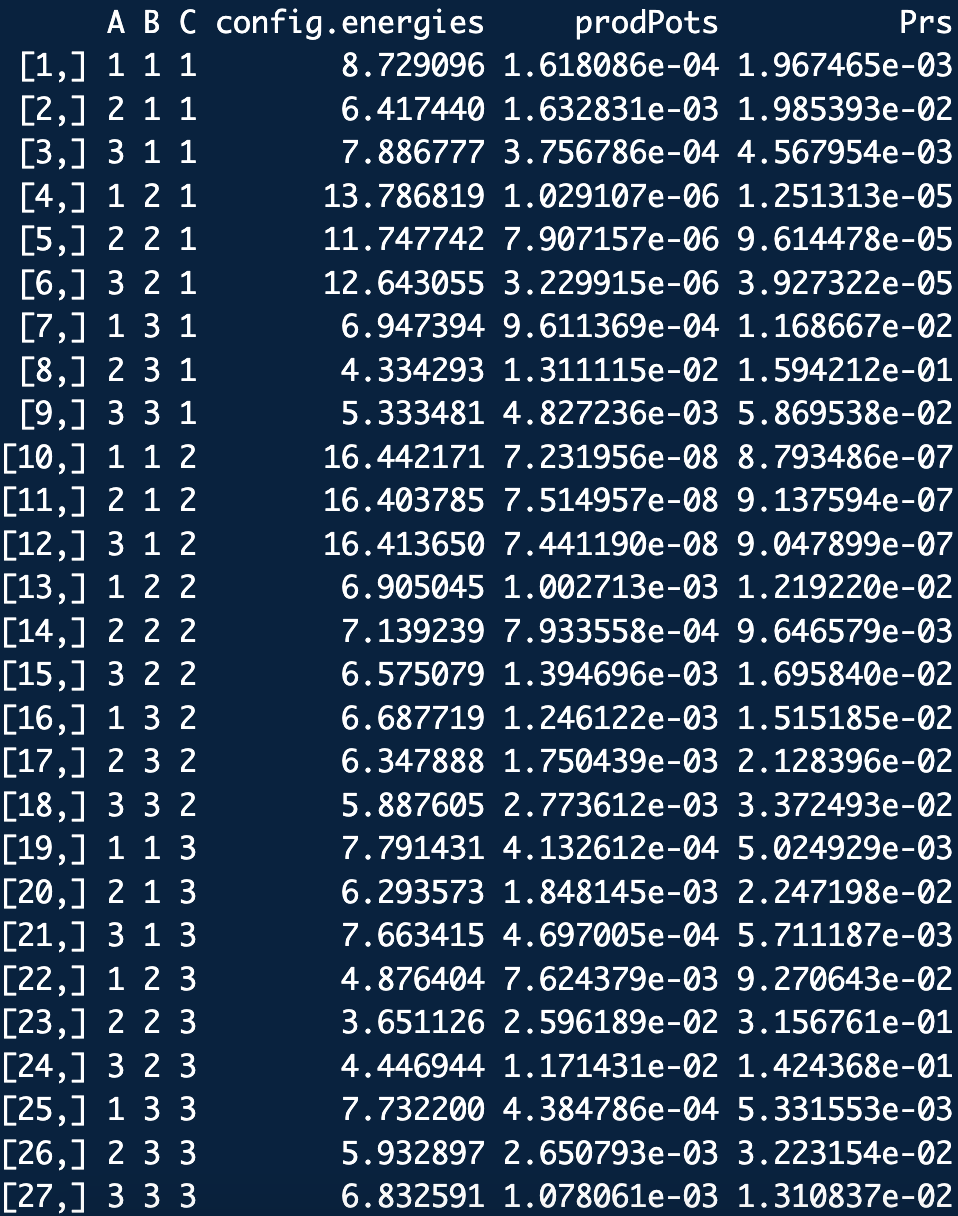 A B C config.energies prodPots Prs
[1,] 1 1 1 8.729096 1.618086e-04 1.967465e-03
[2,] 2 1 1 6.417440 1.632831e-03 1.985393e-02
[3,] 3 1 1 7.886777 3.756786e-04 4.567954e-03
[4,] 1 2 1 13.786819 1.029107e-06 1.251313e-05
[5,] 2 2 1 11.747742 7.907157e-06 9.614478e-05
[6,] 3 2 1 12.643055 3.229915e-06 3.927322e-05
[7,] 1 3 1 6.947394 9.611369e-04 1.168667e-02
[8,] 2 3 1 4.334293 1.311115e-02 1.594212e-01
[9,] 3 3 1 5.333481 4.827236e-03 5.869538e-02
[10,] 1 1 2 16.442171 7.231956e-08 8.793486e-07
[11,] 2 1 2 16.403785 7.514957e-08 9.137594e-07
[12,] 3 1 2 16.413650 7.441190e-08 9.047899e-07
[13,] 1 2 2 6.905045 1.002713e-03 1.219220e-02
[14,] 2 2 2 7.139239 7.933558e-04 9.646579e-03
[15,] 3 2 2 6.575079 1.394696e-03 1.695840e-02
[16,] 1 3 2 6.687719 1.246122e-03 1.515185e-02
[17,] 2 3 2 6.347888 1.750439e-03 2.128396e-02
[18,] 3 3 2 5.887605 2.773612e-03 3.372493e-02
[19,] 1 1 3 7.791431 4.132612e-04 5.024929e-03
[20,] 2 1 3 6.293573 1.848145e-03 2.247198e-02
[21,] 3 1 3 7.663415 4.697005e-04 5.711187e-03
[22,] 1 2 3 4.876404 7.624379e-03 9.270643e-02
[23,] 2 2 3 3.651126 2.596189e-02 3.156761e-01
[24,] 3 2 3 4.446944 1.171431e-02 1.424368e-01
[25,] 1 3 3 7.732200 4.384786e-04 5.331553e-03
[26,] 2 3 3 5.932897 2.650793e-03 3.223154e-02
[27,] 3 3 3 6.832591 1.078061e-03 1.310837e-02